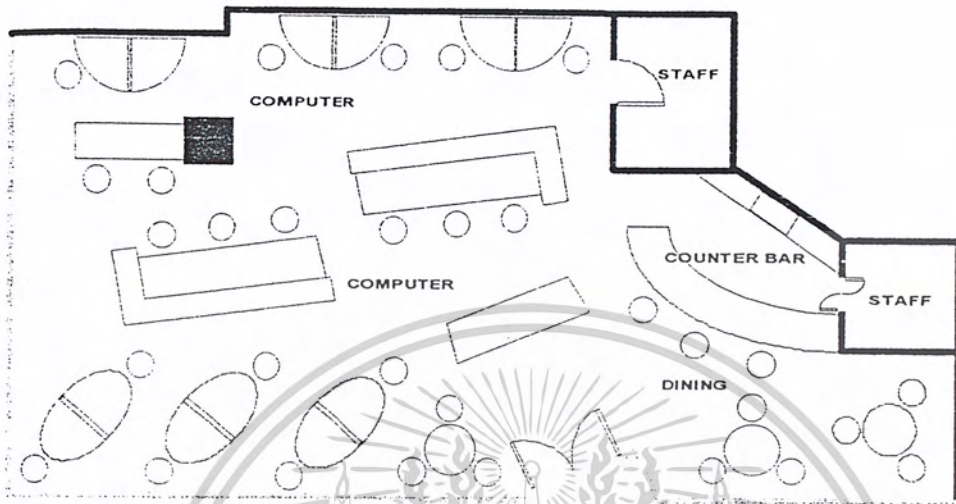 STAFF
COMPUTER
COUNTER BAR
COMPUTER
STAFF
DINING